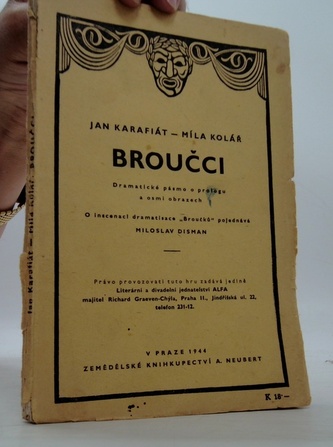 JAN KARAFIÁT — MÍLA KOLÁŘ
BROUČCI
Dramatické pásmo o prologu
a osmi obrazech
O inscenaci dramatisace „Broučků" pojednává
MILOSLAV DISMAN
Právo provozovati tuto hru zadává jedině
Literární a divadelní jednatelství ALFA
majitel Richard Graeven-Chýla, Praha II., Jindřišská ul. 22,
telefon 231-12.
V PRAZE 1944
ZEMĚDĚLSKÉ KNIHKUPECTVÍ A. NEUBERT
K 18·—
Jan Karafiát — Míla Kolář, BROUČCI